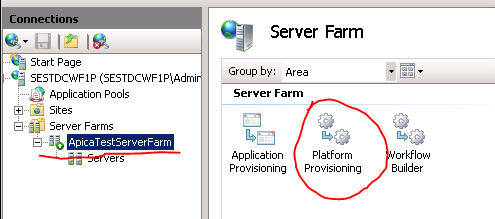 Connections
Start Page
SESTDCWF1P (SESTDCWF1P\Admin
Application Pools
Sites
Server Farms
ApicaTestServerFarm
Servers
Server Farm
Group by: Area
Server Farm
Application Provisioning
Platform Provisioning
Workflow Builder